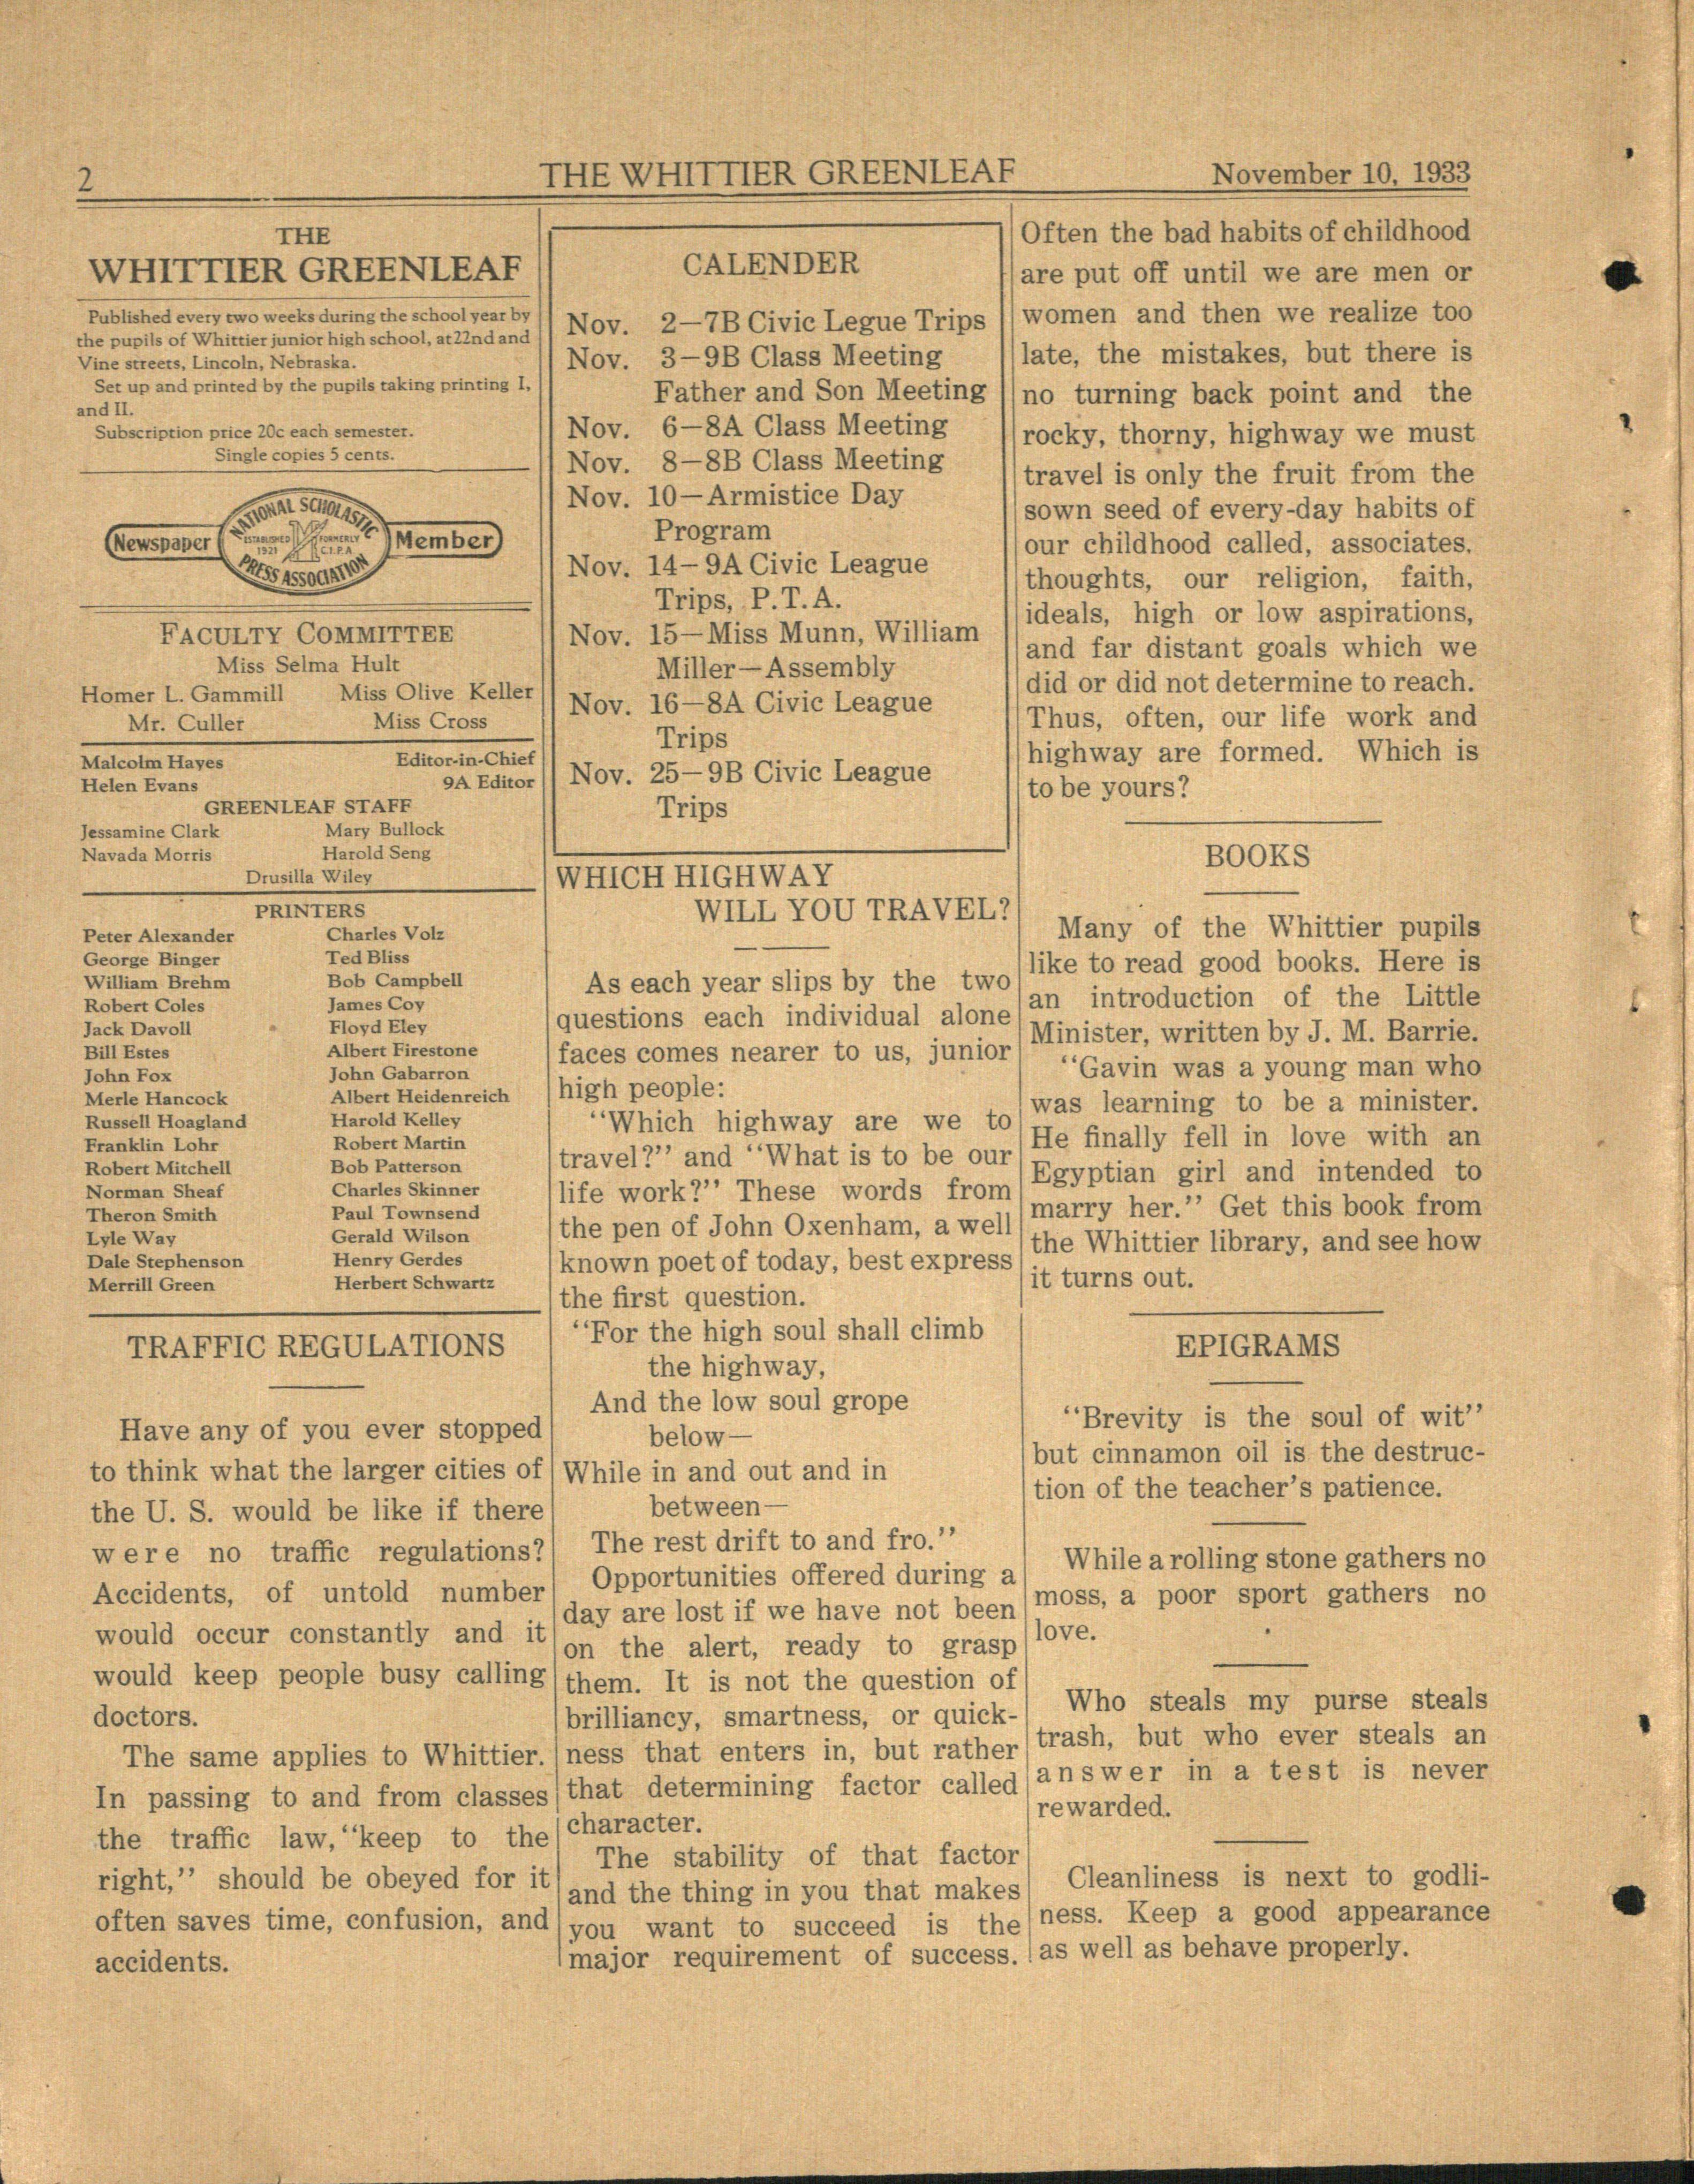 2
THE WHITTIER GREENLEAF
November 10, 1933
THE
WHITTIER GREENLEAF
Published every two weeks during the school year by
the pupils of Whittier junior high school, at 22nd and
Vine streets, Lincoln, Nebraska.
Set up and printed by the pupils taking printing I,
and II.
Subscription price 20c each semester.
Single copies 5 cents.
Newspaper
NATIONAL SCHOLASTIC
ESTABLISHED 1921
FORMERLY C.I.P.A.
PRESS ASSOCIATION
Member
FACULTY COMMITTEE
Miss Selma Hult
Homer L. Gammill Miss Olive Keller
Mr. Culler Miss Cross
Malcolm Hayes Editor-in-Chief
Helen Evans 9A Editor
GREENLEAF STAFF
Jessamine Clark Mary Bullock
Navada Morris Harold Seng
Drusilla Wiley
PRINTERS
Peter Alexander Charles Volz
George Binger Ted Bliss
William Brehm Bob Campbell
Robert Coles James Coy
Jack Davoll Floyd Eley
Bill Estes Albert Firestone
John Fox John Gabarron
Merle Hancock Albert Heidenreich
Russell Hoagland Harold Kelley
Franklin Lohr Robert Martin
Robert Mitchell Bob Patterson
Norman Sheaf Charles Skinner
Theron Smith Paul Townsend
Lyle Way Gerald Wilson
Dale Stephenson Henry Gerdes
Merrill Green Herbert Schwartz
TRAFFIC REGULATIONS
Have any of you ever stopped
to think what the larger cities of
the U. S. would be like if there
were no traffic regulations?
Accidents, of untold number
would occur constantly and it
would keep people busy calling
doctors.
The same applies to Whittier.
In passing to and from classes
the traffic law, “keep to the
right,” should be obeyed for it
often saves time, confusion, and
accidents.
CALENDER
Nov. 2—7B Civic Legue Trips
Nov. 3—9B Class Meeting
Father and Son Meeting
Nov. 6—8A Class Meeting
Nov. 8—8B Class Meeting
Nov. 10—Armistice Day
Program
Nov. 14—9A Civic League
Trips, P.T.A.
Nov. 15—Miss Munn, William
Miller—Assembly
Nov. 16—8A Civic League
Trips
Nov. 25—9B Civic League
Trips
WHICH HIGHWAY
WILL YOU TRAVEL?
As each year slips by the two
questions each individual alone
faces comes nearer to us, junior
high people:
“Which highway are we to
travel?” and “What is to be our
life work?” These words from
the pen of John Oxenham, a well
known poet of today, best express
the first question.
“For the high soul shall climb
the highway,
And the low soul grope
below—
While in and out and in
between—
The rest drift to and fro.”
Opportunities offered during a
day are lost if we have not been
on the alert, ready to grasp
them. It is not the question of
brilliancy, smartness, or quick-
ness that enters in, but rather
that determining factor called
character.
The stability of that factor
and the thing in you that makes
you want to succeed is the
major requirement of success.
Often the bad habits of childhood
are put off until we are men or
women and then we realize too
late, the mistakes, but there is
no turning back point and the
rocky, thorny, highway we must
travel is only the fruit from the
sown seed of every-day habits of
our childhood called, associates.
thoughts, our religion, faith,
ideals, high or low aspirations,
and far distant goals which we
did or did not determine to reach.
Thus, often, our life work and
highway are formed. Which is
to be yours?
BOOKS
Many of the Whittier pupils
like to read good books. Here is
an introduction of the Little
Minister, written by J. M. Barrie.
“Gavin was a young man who
was learning to be a minister.
He finally fell in love with an
Egyptian girl and intended to
marry her.” Get this book from
the Whittier library, and see how
it turns out.
EPIGRAMS
“Brevity is the soul of wit”
but cinnamon oil is the destruc-
tion of the teacher’s patience.
While a rolling stone gathers no
moss, a poor sport gathers no
love.
Who steals my purse steals
trash, but who ever steals an
answer in a test is never
rewarded.
Cleanliness is next to godli-
ness. Keep a good appearance
as well as behave properly.